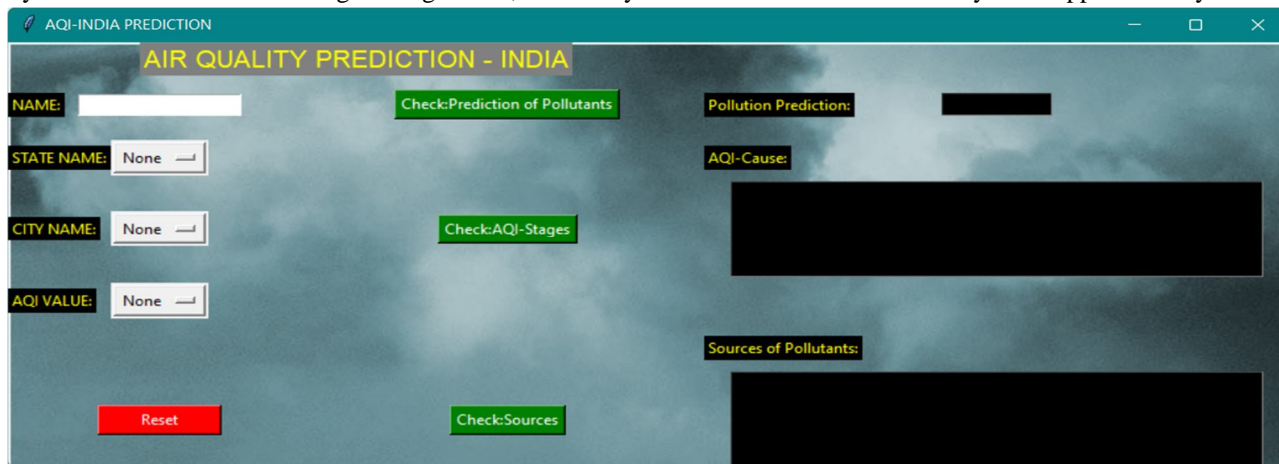 AQI-INDIA PREDICTION
AIR QUALITY PREDICTION - INDIA
NAME:
Check:Prediction of Pollutants
Pollution Prediction:
STATE NAME: None
AQI-Cause:
CITY NAME: None
Check:AQI-Stages
AQI VALUE: None
Sources of Pollutants:
Reset
Check:Sources